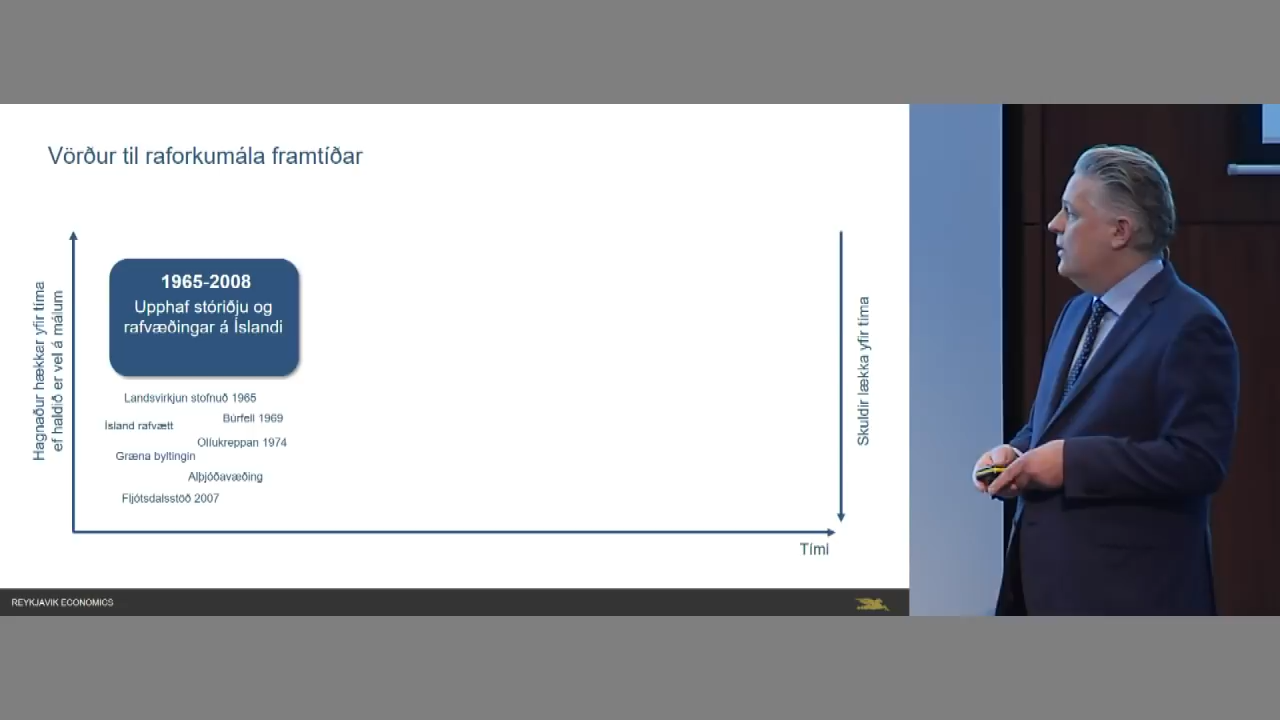 Vörður til raforkumála framtíðar
Hagnaður hækkar yfir tíma
ef haldið er vel á málum
1965-2008
Upphaf stóriðju og
rafvæðingar á Íslandi
Landsvirkjun stofnuð 1965
Búrfell 1969
Ísland rafvætt
Olíukreppan 1974
Græna byltingin
Alþjóðavæðing
Fljótsdalsstöð 2007
Skuldir lækka yfir tíma
Tími
REYKJAVIK ECONOMICS